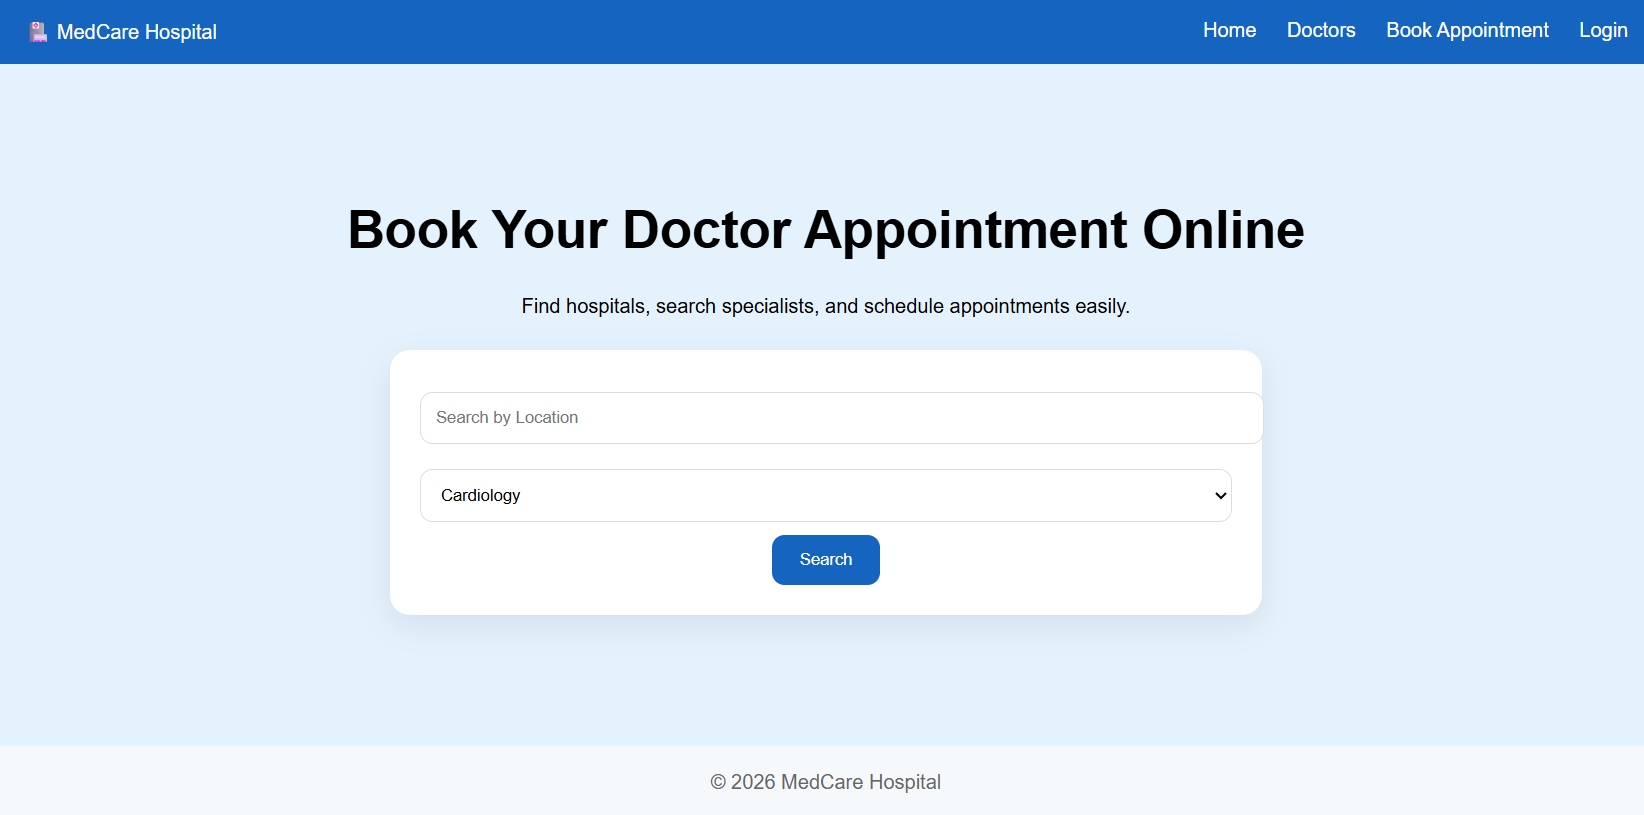 MedCare Hospital
Home Doctors Book Appointment Login
Book Your Doctor Appointment Online
Find hospitals, search specialists, and schedule appointments easily.
Search by Location
Cardiology
Search
© 2026 MedCare Hospital